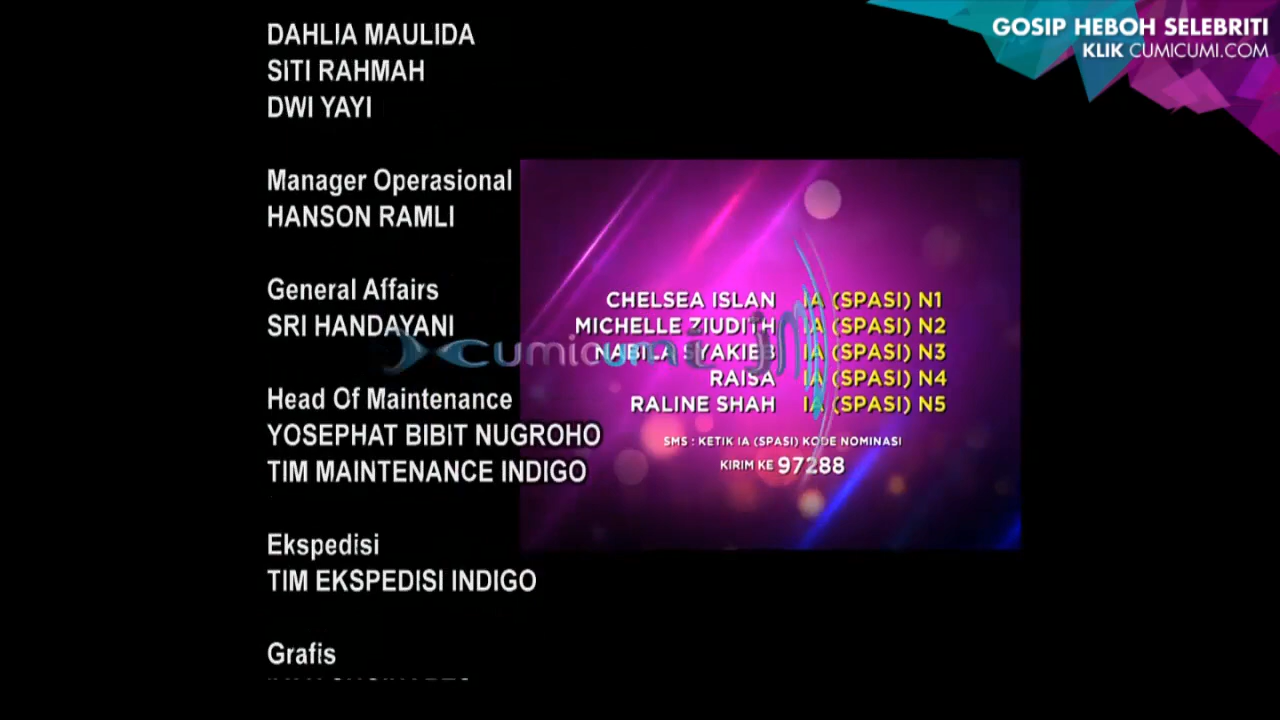 DAHLIA MAULIDA
SITI RAHMAH
DWI YAYI
Manager Operasional
HANSON RAMLI
General Affairs
SRI HANDAYANI
Head Of Maintenance
YOSEPHAT BIBIT NUGROHO
TIM MAINTENANCE INDIGO
Ekspedisi
TIM EKSPEDISI INDIGO
Grafis
GOSIP HEBOH SELEBRITI
KLIK CUMICUMI.COM
CHELSEA ISLAN IA (SPASI) N1
MICHELLE ZIUDITH IA (SPASI) N2
NABILA SYAKIEB IA (SPASI) N3
RAISA IA (SPASI) N4
RALINE SHAH IA (SPASI) N5
SMS : KETIK IA (SPASI) KODE NOMINASI
KIRIM KE 97288
cumicumi